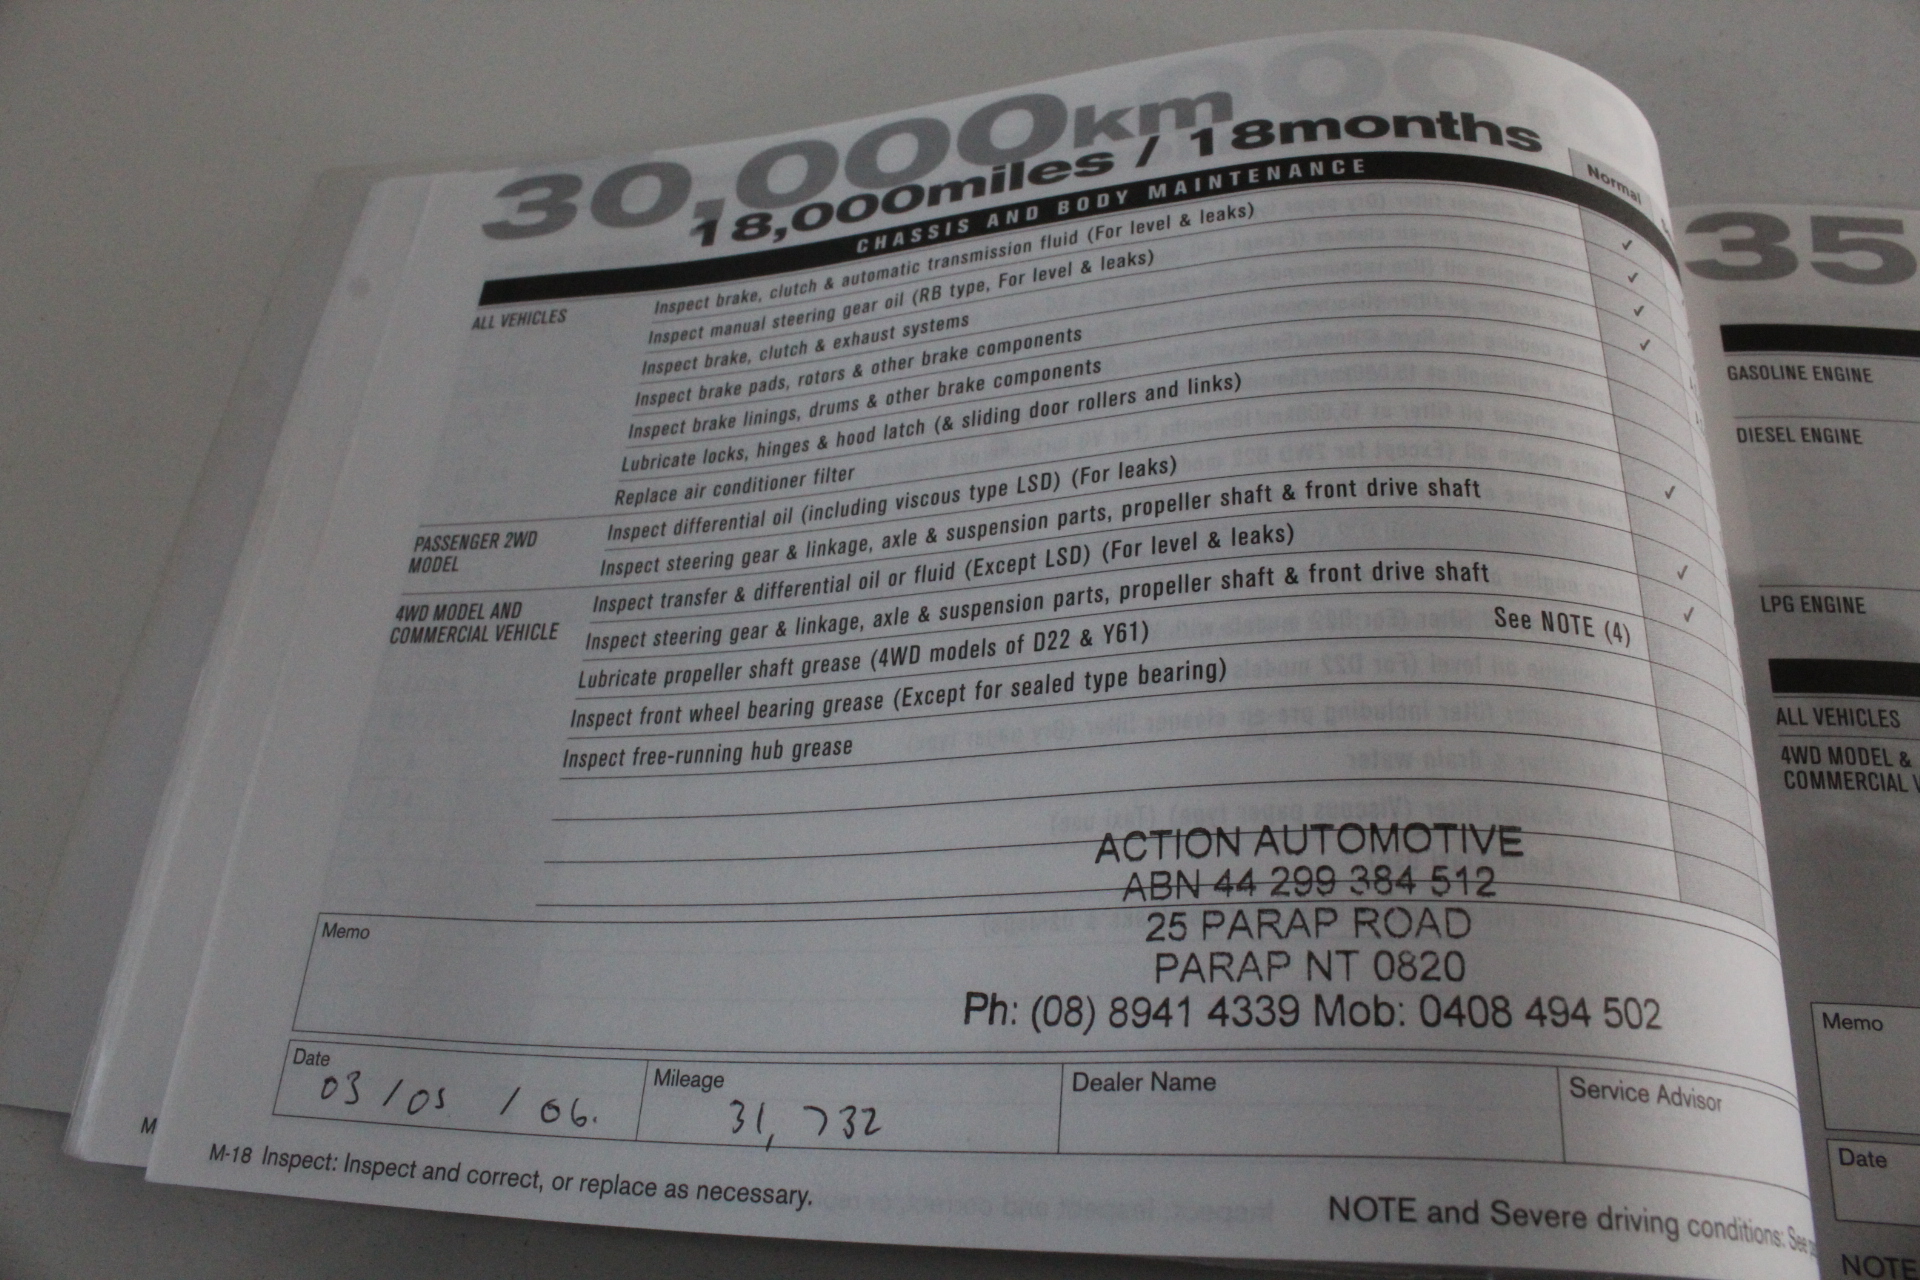 30,000km
18,000miles / 18months
CHASSIS AND BODY MAINTENANCE
Normal
ALL VEHICLES
Inspect brake, clutch & automatic transmission fluid (For level & leaks) ✓
Inspect manual steering gear oil (RB type, For level & leaks) ✓
Inspect brake, clutch & exhaust systems ✓
Inspect brake pads, rotors & other brake components ✓
Inspect brake linings, drums & other brake components
Lubricate locks, hinges & hood latch (& sliding door rollers and links)
Replace air conditioner filter
PASSENGER 2WD
MODEL
Inspect differential oil (including viscous type LSD) (For leaks) ✓
Inspect steering gear & linkage, axle & suspension parts, propeller shaft & front drive shaft
4WD MODEL AND
COMMERCIAL VEHICLE
Inspect transfer & differential oil or fluid (Except LSD) (For level & leaks) ✓
Inspect steering gear & linkage, axle & suspension parts, propeller shaft & front drive shaft ✓
Lubricate propeller shaft grease (4WD models of D22 & Y61) See NOTE (4)
Inspect front wheel bearing grease (Except for sealed type bearing)
Inspect free-running hub grease
ACTION AUTOMOTIVE
ABN 44 299 384 512
25 PARAP ROAD
PARAP NT 0820
Ph: (08) 8941 4339 Mob: 0408 494 502
Memo
Date
03 / 05 / 06.
Mileage
31,732
Dealer Name
Service Advisor
M-18 Inspect: Inspect and correct, or replace as necessary.
NOTE and Severe driving conditions: See
M
35
GASOLINE ENGINE
DIESEL ENGINE
LPG ENGINE
ALL VEHICLES
4WD MODEL &
COMMERCIAL V
Memo
Date
NOTE